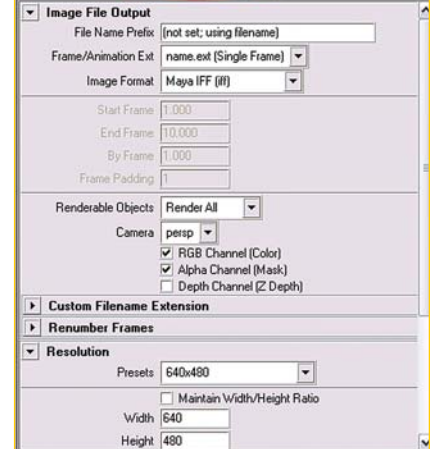 Image File Output
File Name Prefix (not set; using filename)
Frame/Animation Ext name.ext (Single Frame)
Image Format Maya IFF (iff)
Start Frame 1.000
End Frame 10.000
By Frame 1.000
Frame Padding 1
Renderable Objects Render All
Camera persp
RGB Channel (Color)
Alpha Channel (Mask)
Depth Channel (Z Depth)
Custom Filename Extension
Renumber Frames
Resolution
Presets 640x480
Maintain Width/Height Ratio
Width 640
Height 480